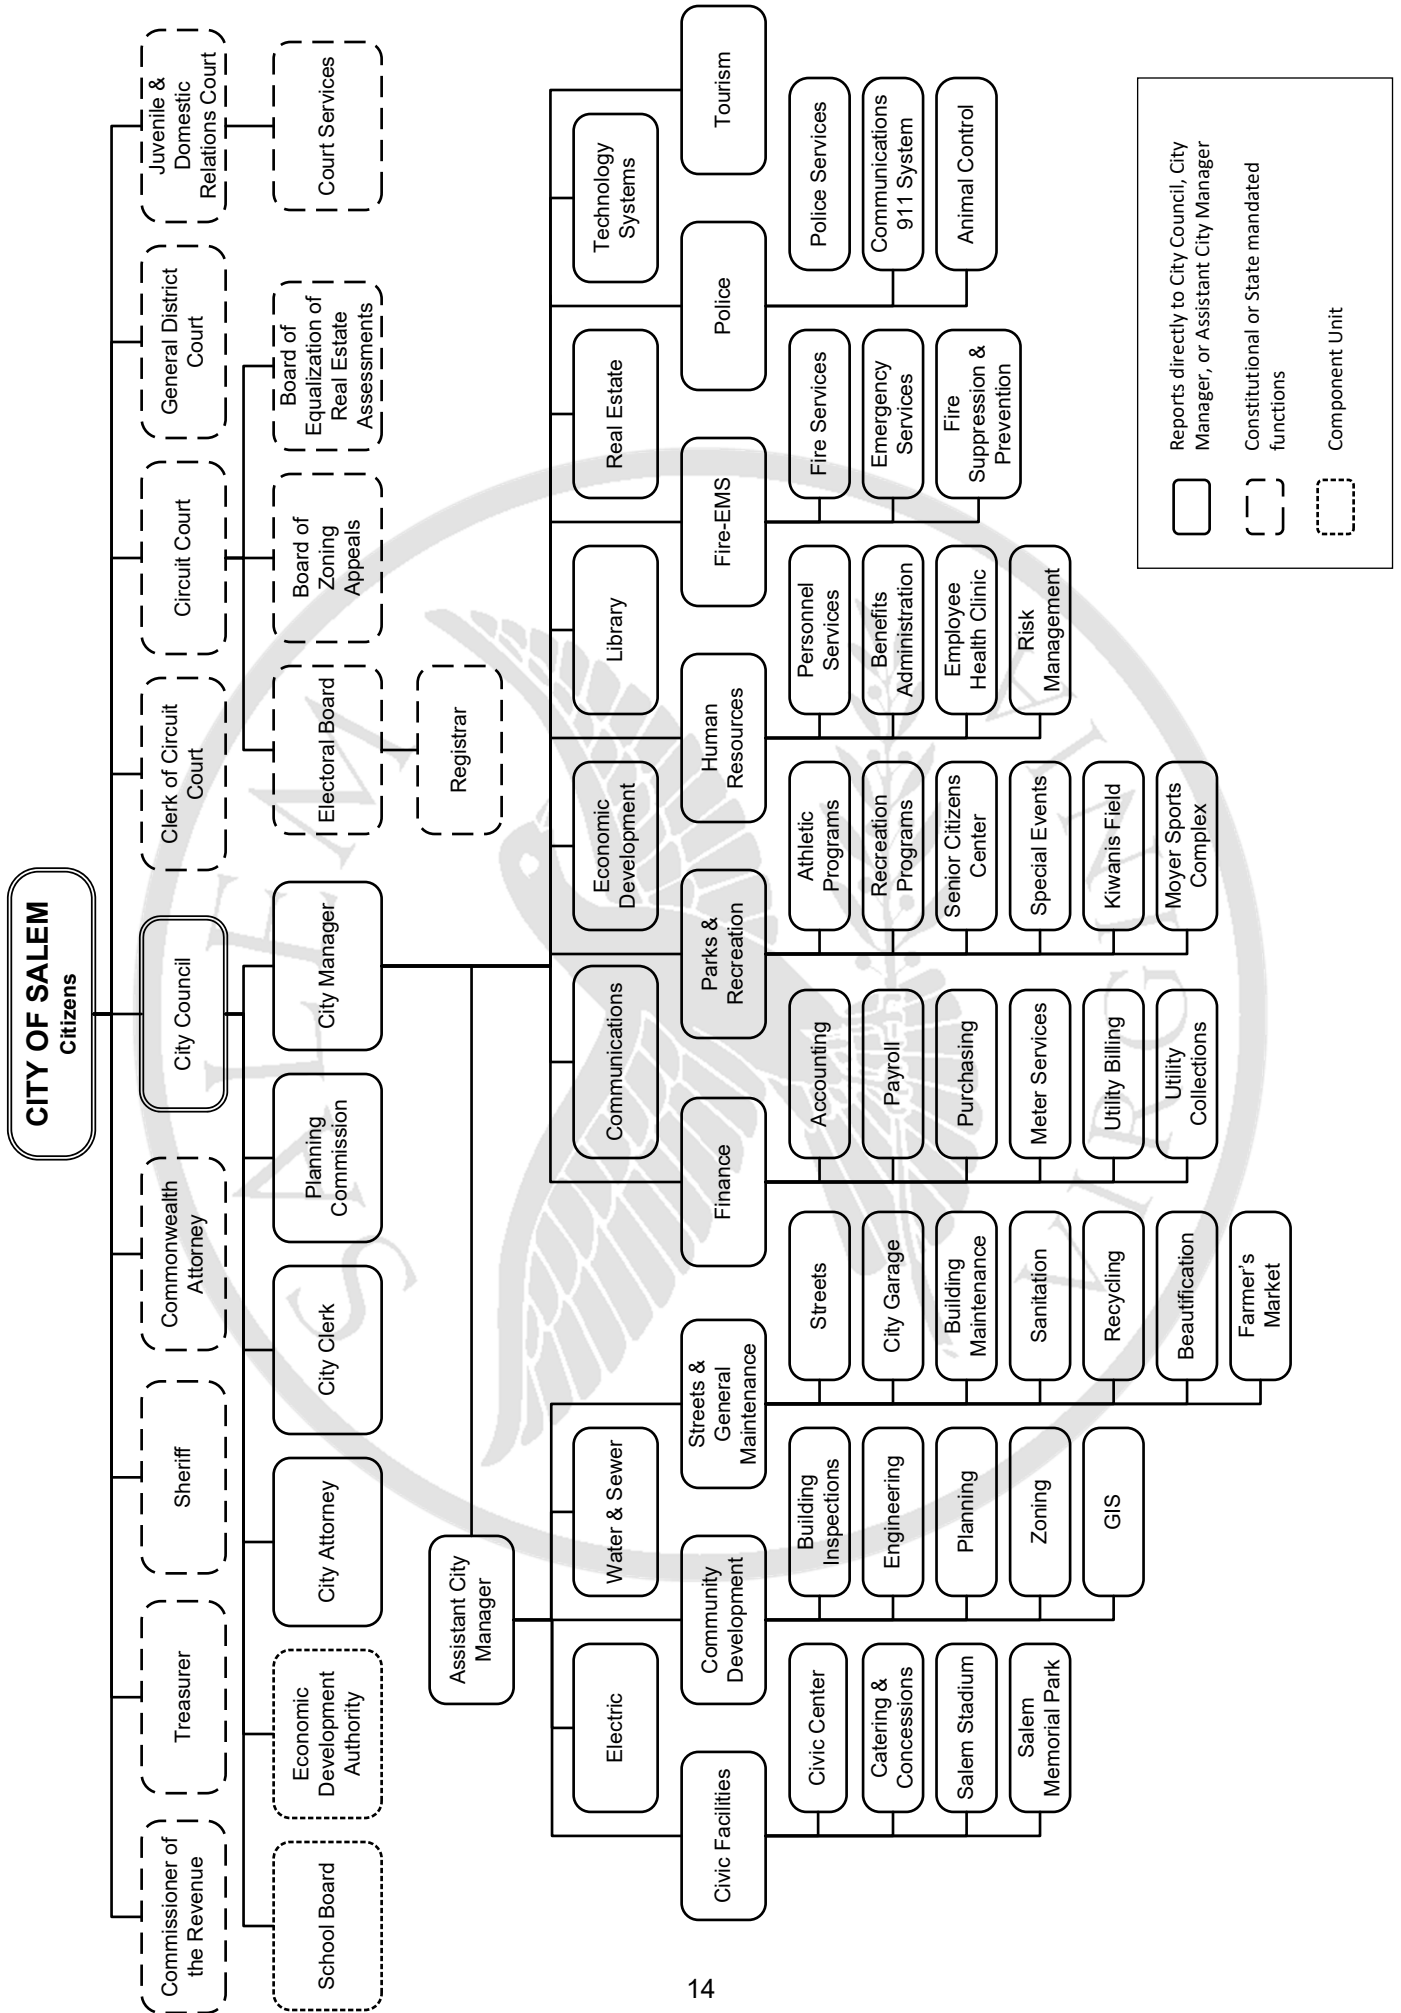 CITY OF SALEM
Citizens
Commissioner of
the Revenue
Treasurer
Sheriff
Commonwealth
Attorney
City Council
Clerk of Circuit
Court
Circuit Court
General District
Court
Juvenile &
Domestic
Relations Court
School Board
Economic
Development
Authority
City Attorney
City Clerk
Planning
Commission
City Manager
Electoral Board
Board of
Zoning
Appeals
Board of
Equalization of
Real Estate
Assessments
Court Services
Assistant City
Manager
Registrar
Electric
Water & Sewer
Communications
Economic
Development
Library
Real Estate
Technology
Systems
Civic Facilities
Community
Development
Streets &
General
Maintenance
Finance
Parks &
Recreation
Human
Resources
Fire-EMS
Police
Tourism
Civic Center
Catering &
Concessions
Salem Stadium
Salem
Memorial Park
Building
Inspections
Engineering
Planning
Zoning
GIS
Streets
City Garage
Building
Maintenance
Sanitation
Recycling
Beautification
Farmer's
Market
Accounting
Payroll
Purchasing
Meter Services
Utility Billing
Utility
Collections
Athletic
Programs
Recreation
Programs
Senior Citizens
Center
Special Events
Kiwanis Field
Moyer Sports
Complex
Personnel
Services
Benefits
Administration
Employee
Health Clinic
Risk
Management
Fire Services
Emergency
Services
Fire
Suppression &
Prevention
Police Services
Communications
911 System
Animal Control
Reports directly to City Council, City
Manager, or Assistant City Manager
Constitutional or State mandated
functions
Component Unit
SALEM
VIRGINIA
14